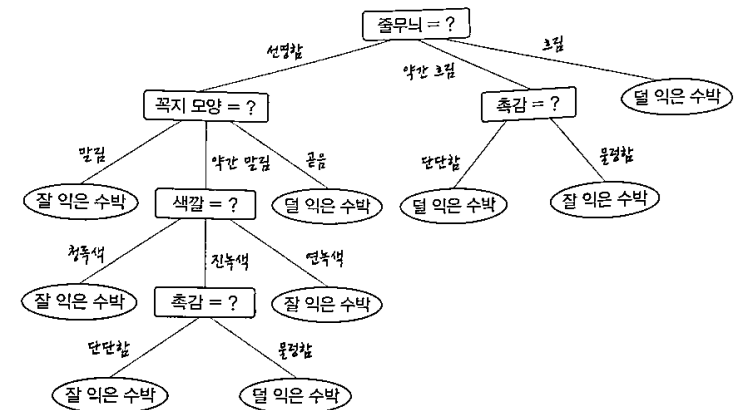 줄무늬 = ?
선명함
약간 흐림
흐림
꼭지 모양 = ?
촉감 = ?
덜 익은 수박
말림
약간 말림
곧음
단단함
물렁함
잘 익은 수박
색깔 = ?
덜 익은 수박
덜 익은 수박
잘 익은 수박
청록색
진녹색
연녹색
잘 익은 수박
촉감 = ?
잘 익은 수박
단단함
물렁함
잘 익은 수박
덜 익은 수박